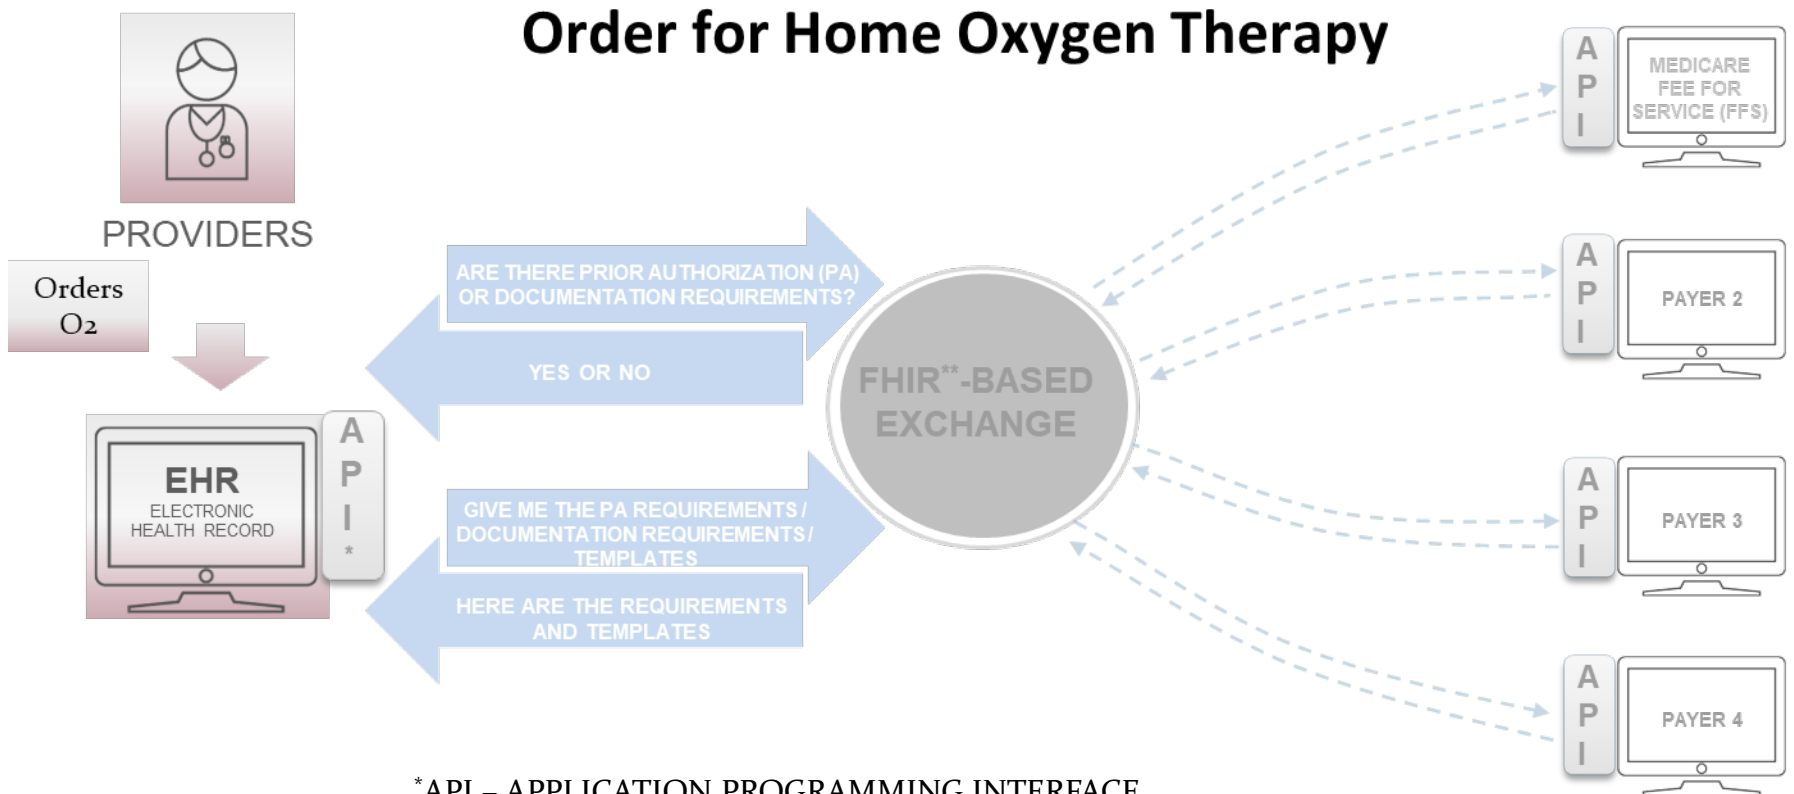 Order for Home Oxygen Therapy
PROVIDERS
Orders
O2
EHR
ELECTRONIC
HEALTH RECORD
A
P
I
*
ARE THERE PRIOR AUTHORIZATION (PA)
OR DOCUMENTATION REQUIREMENTS?
YES OR NO
GIVE ME THE PA REQUIREMENTS /
DOCUMENTATION REQUIREMENTS /
TEMPLATES
HERE ARE THE REQUIREMENTS
AND TEMPLATES
FHIR**-BASED
EXCHANGE
A
P
I
MEDICARE
FEE FOR
SERVICE (FFS)
A
P
I
PAYER 2
A
P
I
PAYER 3
A
P
I
PAYER 4
*API – APPLICATION PROGRAMMING INTERFACE